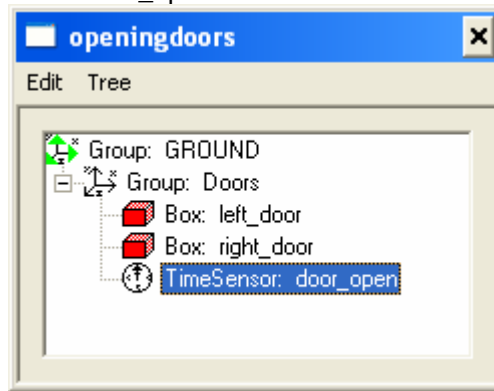 openingdoors
Edit Tree
Group: GROUND
Group: Doors
Box: left_door
Box: right_door
TimeSensor: door_open